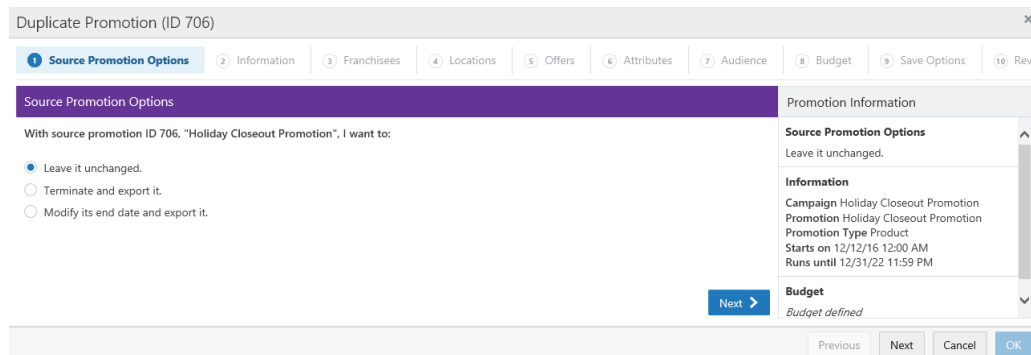 Duplicate Promotion (ID 706)
1 Source Promotion Options 2 Information 3 Franchisees 4 Locations 5 Offers 6 Attributes 7 Audience 8 Budget 9 Save Options 10 Rev
Source Promotion Options
With source promotion ID 706, "Holiday Closeout Promotion", I want to:
Leave it unchanged.
Terminate and export it.
Modify its end date and export it.
Next
Promotion Information
Source Promotion Options
Leave it unchanged.
Information
Campaign Holiday Closeout Promotion
Promotion Holiday Closeout Promotion
Promotion Type Product
Starts on 12/12/16 12:00 AM
Runs until 12/31/22 11:59 PM
Budget
Budget defined
Previous Next Cancel OK